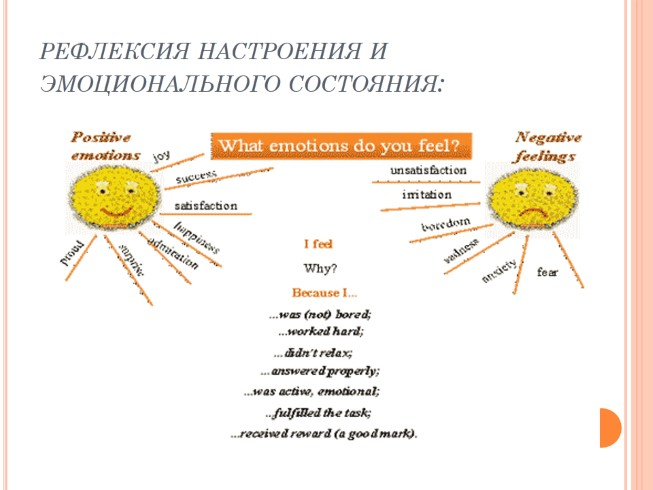 РЕФЛЕКСИЯ НАСТРОЕНИЯ И
ЭМОЦИОНАЛЬНОГО СОСТОЯНИЯ:
Positive
emotions
joy
success
satisfaction
happiness
admiration
surprise
proud
What emotions do you feel?
Negative
feelings
unsatisfaction
irritation
boredom
sadness
anxiety
fear
I feel
Why?
Because I...
...was (not) bored;
...worked hard;
...didn't relax;
...answered properly;
...was active, emotional;
...fulfilled the task;
...received reward (a good mark).